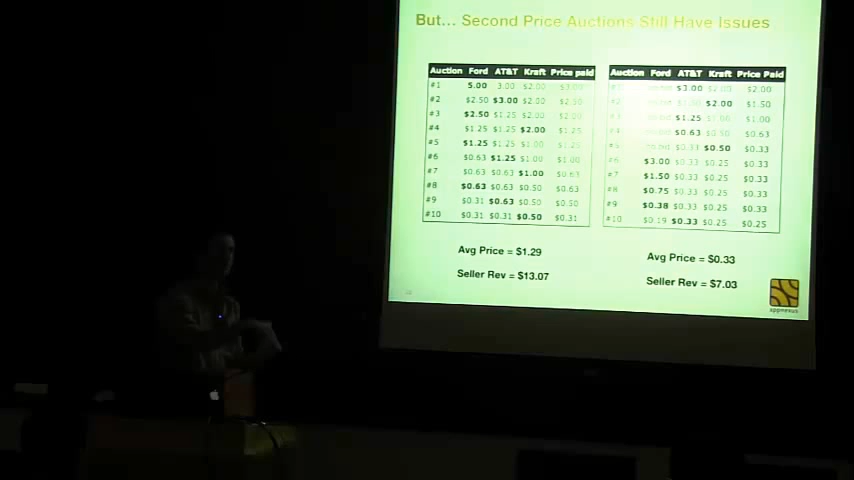 But... Second Price Auctions Still Have Issues
Auction Ford AT&T Kraft Price paid
#1 5.00 3.00 $2.00 $3.00
#2 $2.50 $3.00 $2.00 $2.50
#3 $2.50 $1.25 $2.00 $2.00
#4 $1.25 $1.25 $2.00 $1.25
#5 $1.25 $1.25 $1.00 $1.25
#6 $0.63 $1.25 $1.00 $1.00
#7 $0.63 $0.63 $1.00 $0.63
#8 $0.63 $0.63 $0.50 $0.63
#9 $0.31 $0.63 $0.50 $0.50
#10 $0.31 $0.31 $0.50 $0.31
Avg Price = $1.29
Seller Rev = $13.07
Auction Ford AT&T Kraft Price Paid
$3.00 $2.00 $2.00
$2.00 $1.50
$1.25 $1.00
$0.63 $0.50 $0.63
$0.33 $0.50 $0.33
#6 $3.00 $0.33 $0.25 $0.33
#7 $1.50 $0.33 $0.25 $0.33
#8 $0.75 $0.33 $0.25 $0.33
#9 $0.38 $0.33 $0.25 $0.33
#10 $0.19 $0.33 $0.25 $0.25
Avg Price = $0.33
Seller Rev = $7.03
appnexus